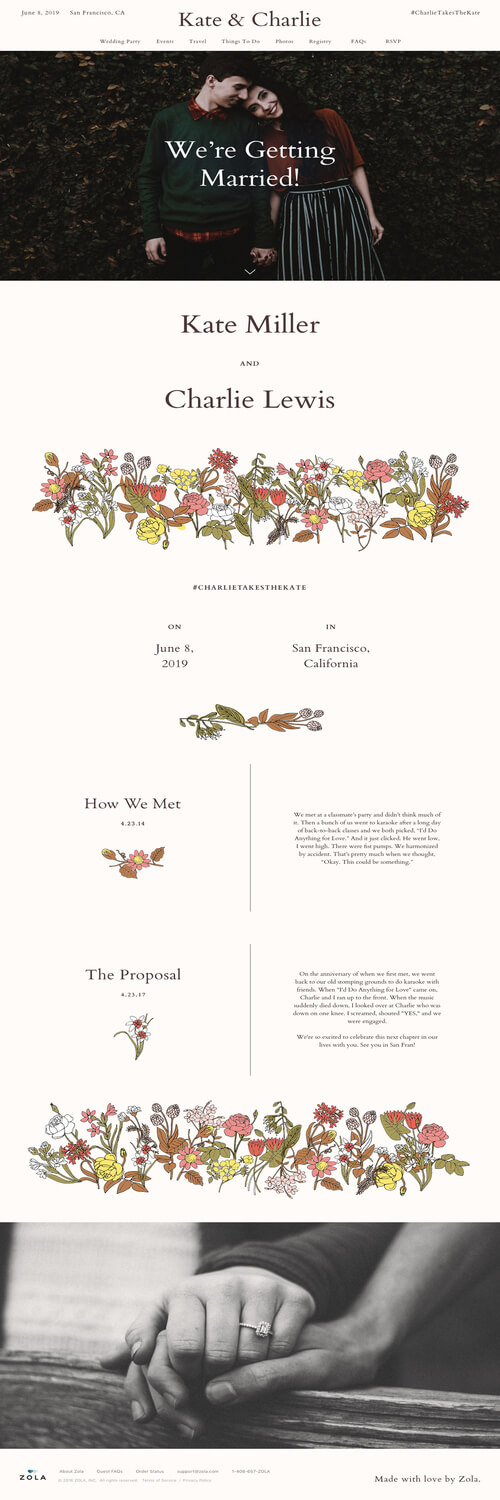 June 8, 2019 San Francisco, CA
Kate & Charlie
#CharlieTakesTheKate
Wedding Party Events Travel Things To Do Photos Registry FAQs RSVP
We're Getting
Married!
Kate Miller
AND
Charlie Lewis
#CHARLIETAKESTHEKATE
ON
June 8,
2019
IN
San Francisco,
California
How We Met
4.23.14
We met at a classmate's party and didn't think much of
it. Then a bunch of us went to karaoke after a long day
of back-to-back classes and we both picked, "I'd Do
Anything for Love." And it just clicked. He went low,
I went high. There were fist pumps. We harmonized
by accident. That's pretty much when we thought,
"Okay. This could be something."
The Proposal
4.23.17
On the anniversary of when we first met, we went
back to our old stomping grounds to do karaoke with
friends. When "I'd Do Anything for Love" came on,
Charlie and I ran up to the front. When the music
suddenly died down, I looked over at Charlie who was
down on one knee. I screamed, shouted "YES," and we
were engaged.
We're so excited to celebrate this next chapter in our
lives with you. See you in San Fran!
ZOLA
About Zola Guest FAQs Order Status support@zola.com 1-408-657-ZOLA
ZOLA, INC. All rights reserved. Terms of Service Privacy Policy
Made with love by Zola.